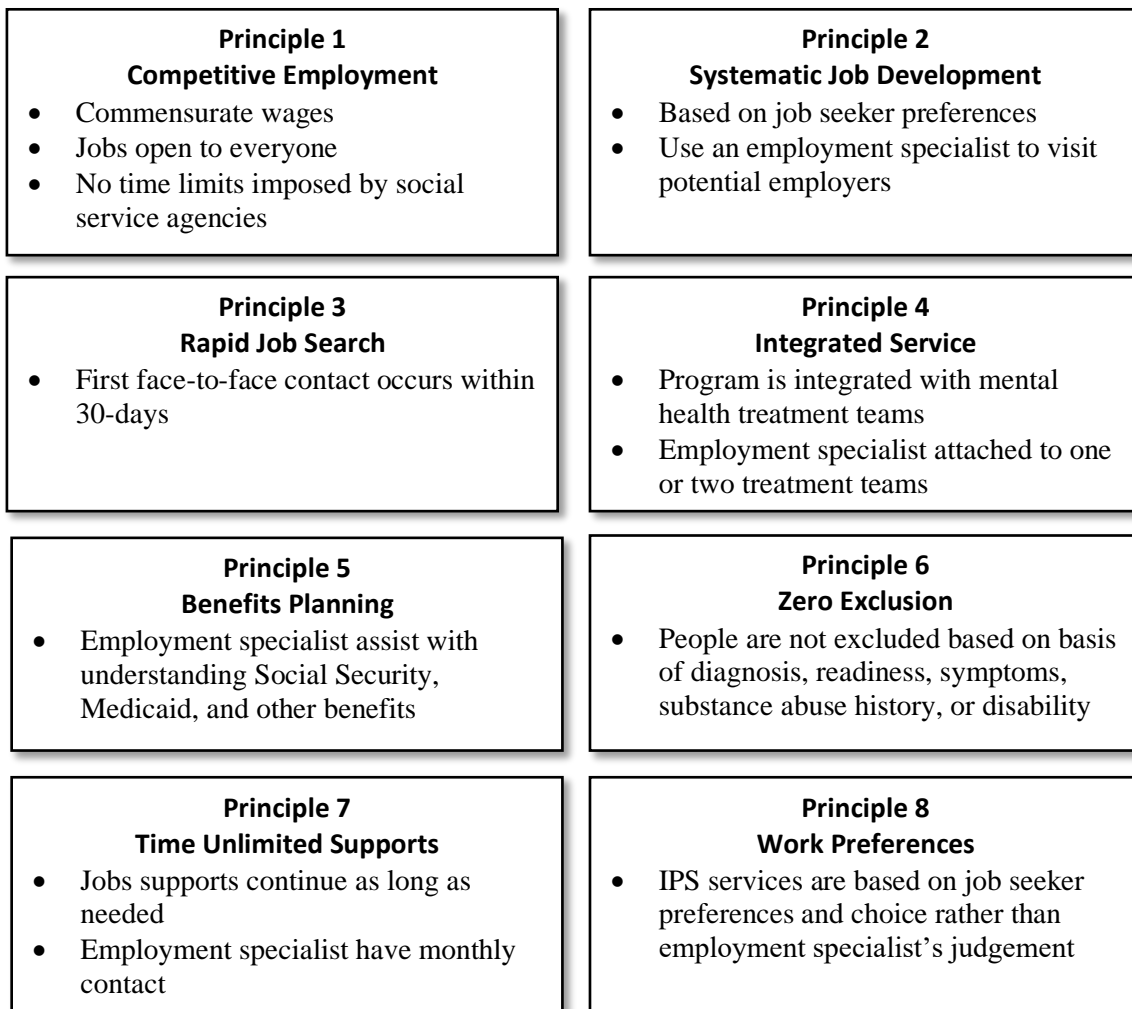 Principle 1
Competitive Employment
• Commensurate wages
• Jobs open to everyone
• No time limits imposed by social
service agencies
Principle 2
Systematic Job Development
• Based on job seeker preferences
• Use an employment specialist to visit
potential employers
Principle 3
Rapid Job Search
• First face-to-face contact occurs within
30-days
Principle 4
Integrated Service
• Program is integrated with mental
health treatment teams
• Employment specialist attached to one
or two treatment teams
Principle 5
Benefits Planning
• Employment specialist assist with
understanding Social Security,
Medicaid, and other benefits
Principle 6
Zero Exclusion
• People are not excluded based on basis
of diagnosis, readiness, symptoms,
substance abuse history, or disability
Principle 7
Time Unlimited Supports
• Jobs supports continue as long as
needed
• Employment specialist have monthly
contact
Principle 8
Work Preferences
• IPS services are based on job seeker
preferences and choice rather than
employment specialist’s judgement